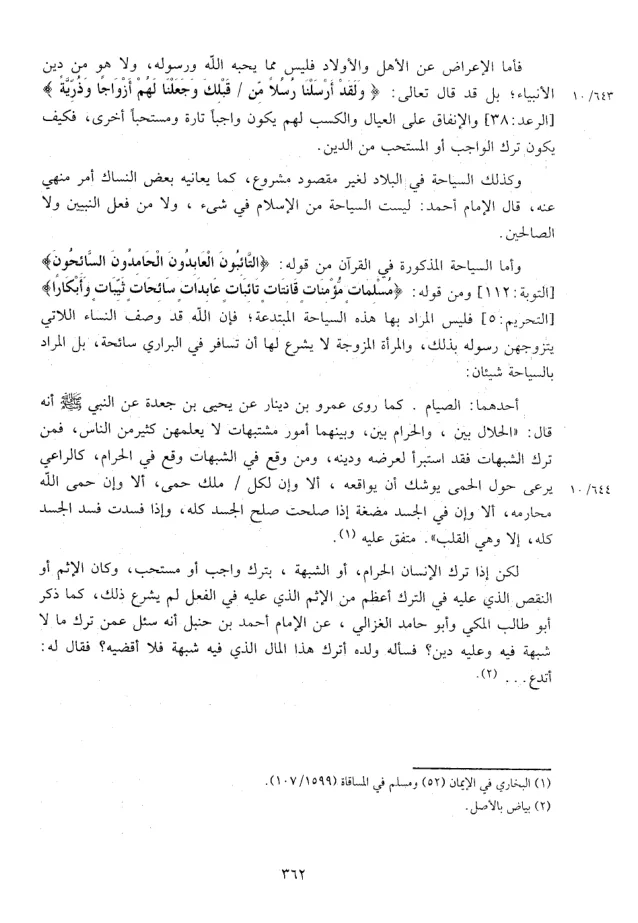 فأما الإعراض عن الأهل والأولاد فليس مما يحبه الله ورسوله، ولا هو من دين
١٠/٦٤٣ الأنبياء؛ بل قد قال تعالى: ﴿ وَلَقَدْ أَرْسَلْنَا رُسُلاً مِّن / قَبْلِكَ وَجَعَلْنَا لَهُمْ أَزْوَاجًا وَذُرِّيَّةً ﴾
[الرعد:٣٨] والإنفاق على العيال والكسب لهم يكون واجباً تارة ومستحباً أخرى، فكيف
يكون ترك الواجب أو المستحب من الدين.
وكذلك السياحة في البلاد لغير مقصود مشروع، كما يعانيه بعض النساك أمر منهي
عنه، قال الإمام أحمد: ليست السياحة من الإسلام في شىء ، ولا من فعل النبيين ولا
الصالحين.
وأما السياحة المذكورة في القرآن من قوله: ﴿التَّائِبُونَ الْعَابِدُونَ الْحَامِدُونَ السَّائِحُونَ﴾
[التوبة:١١٢] ومن قوله: ﴿مُسْلِمَاتٍ مُّؤْمِنَاتٍ قَانِتَاتٍ تَائِبَاتٍ عَابِدَاتٍ سَائِحَاتٍ ثَيِّبَاتٍ وَأَبْكَارًا﴾
[التحريم:٥] فليس المراد بها هذه السياحة المبتدعة؛ فإن الله قد وصف النساء اللاتي
يتزوجهن رسوله بذلك، والمرأة المزوجة لا يشرع لها أن تسافر في البراري سائحة، بل المراد
بالسياحة شيئان:
أحدهما: الصيام . كما روى عمرو بن دينار عن يحيى بن جعدة عن النبي ﷺ أنه
قال: «الحلال بين ، والحرام بين، وبينهما أمور مشتبهات لا يعلمهن كثيرمن الناس، فمن
ترك الشبهات فقد استبرأ لعرضه ودينه، ومن وقع في الشبهات وقع في الحرام، كالراعي
١٠/٦٤٤ يرعى حول الحمى يوشك أن يواقعه ، ألا وإن لكل / ملك حمى، ألا وإن حمى الله
محارمه، ألا وإن في الجسد مضغة إذا صلحت صلح الجسد كله، وإذا فسدت فسد الجسد
كله، إلا وهي القلب». متفق عليه (١).
لكن إذا ترك الإنسان الحرام، أو الشبهة ، بترك واجب أو مستحب، وكان الإثم أو
النقص الذي عليه في الترك أعظم من الإثم الذي عليه في الفعل لم يشرع ذلك، كما ذكر
أبو طالب المكي وأبو حامد الغزالي ، عن الإمام أحمد بن حنبل أنه سئل عمن ترك ما لا
شبهة فيه وعليه دين؟ فسأله ولده أترك هذا المال الذي فيه شبهة فلا أقضيه؟ فقال له:
أتدع... (٢).
(١) البخاري في الإيمان (٥٢) ومسلم في المساقاة (١٠٧/١٥٩٩).
(٢) بياض بالأصل.
٣٦٢